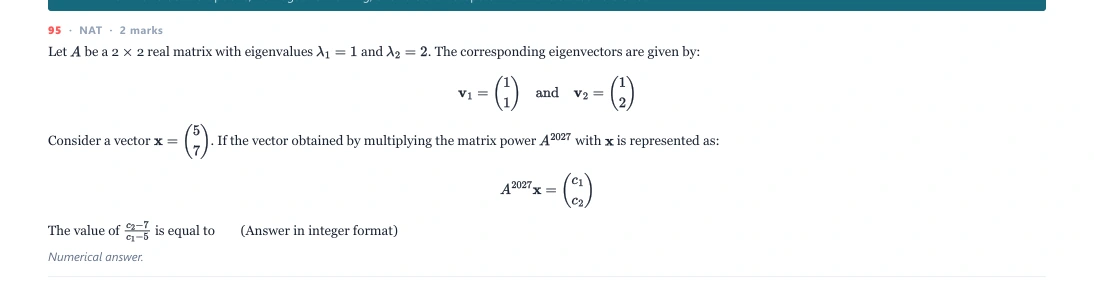 95 · NAT · 2 marks
Let A be a 2 × 2 real matrix with eigenvalues λ₁ = 1 and λ₂ = 2. The corresponding eigenvectors are given by:
v₁ = (1 1) and v₂ = (1 2)
Consider a vector x = (5 7). If the vector obtained by multiplying the matrix power A²⁰²⁷ with x is represented as:
A²⁰²⁷x = (c₁ c₂)
The value of (c₂−7)/(c₁−5) is equal to (Answer in integer format)
Numerical answer.